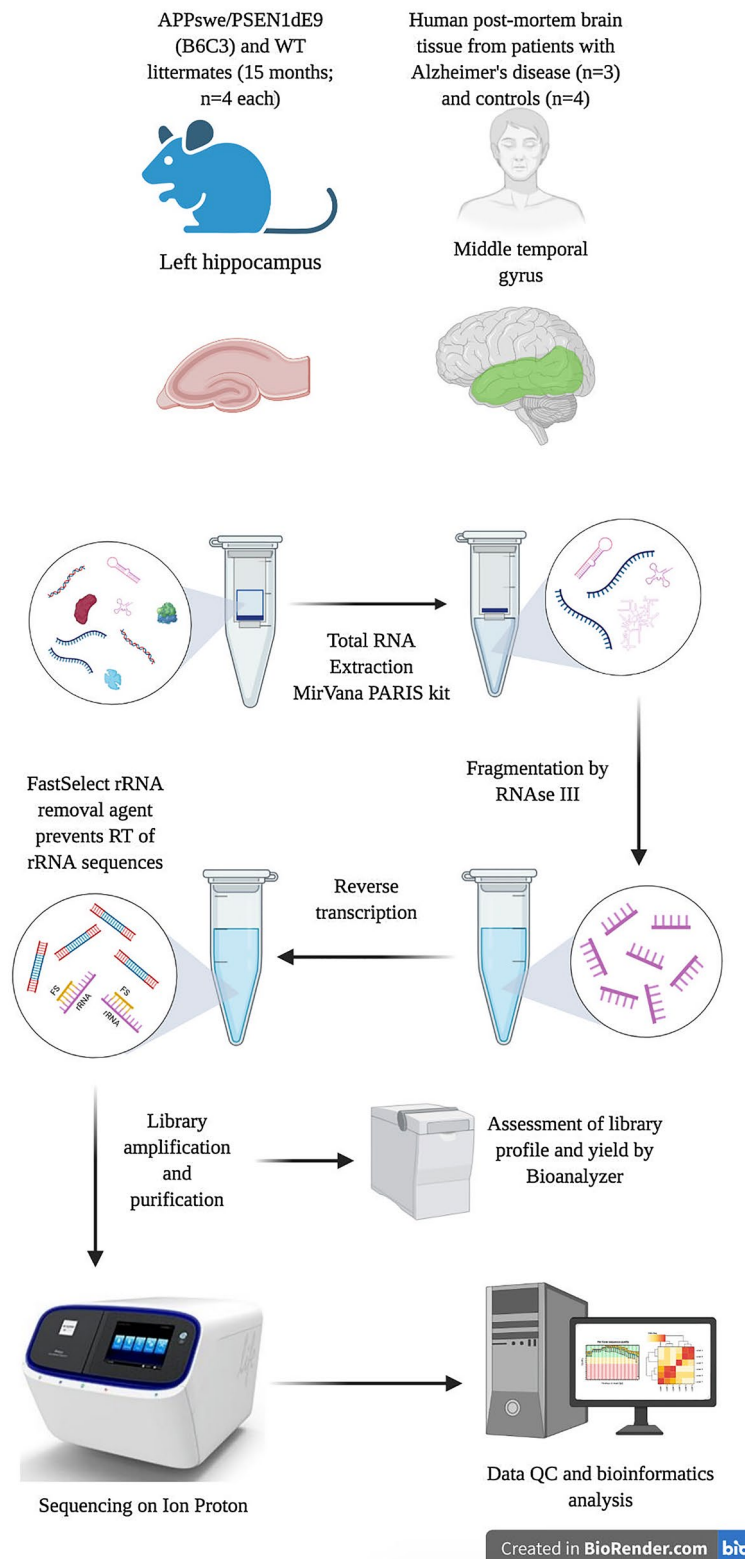 APPswe/PSEN1dE9
(B6C3) and WT
littermates (15 months;
n=4 each)
Human post-mortem brain
tissue from patients with
Alzheimer's disease (n=3)
and controls (n=4)
Left hippocampus
Middle temporal
gyrus
Total RNA
Extraction
MirVana PARIS kit
Fragmentation by
RNAse III
FastSelect rRNA
removal agent
prevents RT of
rRNA sequences
Reverse
transcription
FS
rRNA
FS
rRNA
Library
amplification
and
purification
Assessment of library
profile and yield by
Bioanalyzer
Sequencing on Ion Proton
Data QC and bioinformatics
analysis
Created in BioRender.com
bio